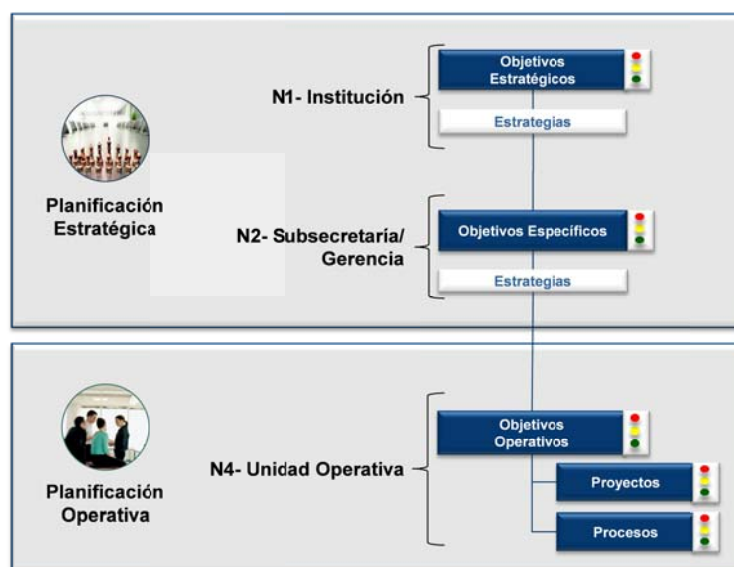 Objetivos
Estratégicos
N1- Institución
Estrategias
Planificación
Estratégica
Objetivos Específicos
N2- Subsecretaría/
Gerencia
Estrategias
Objetivos
Operativos
N4- Unidad Operativa
Proyectos
Planificación
Operativa
Procesos